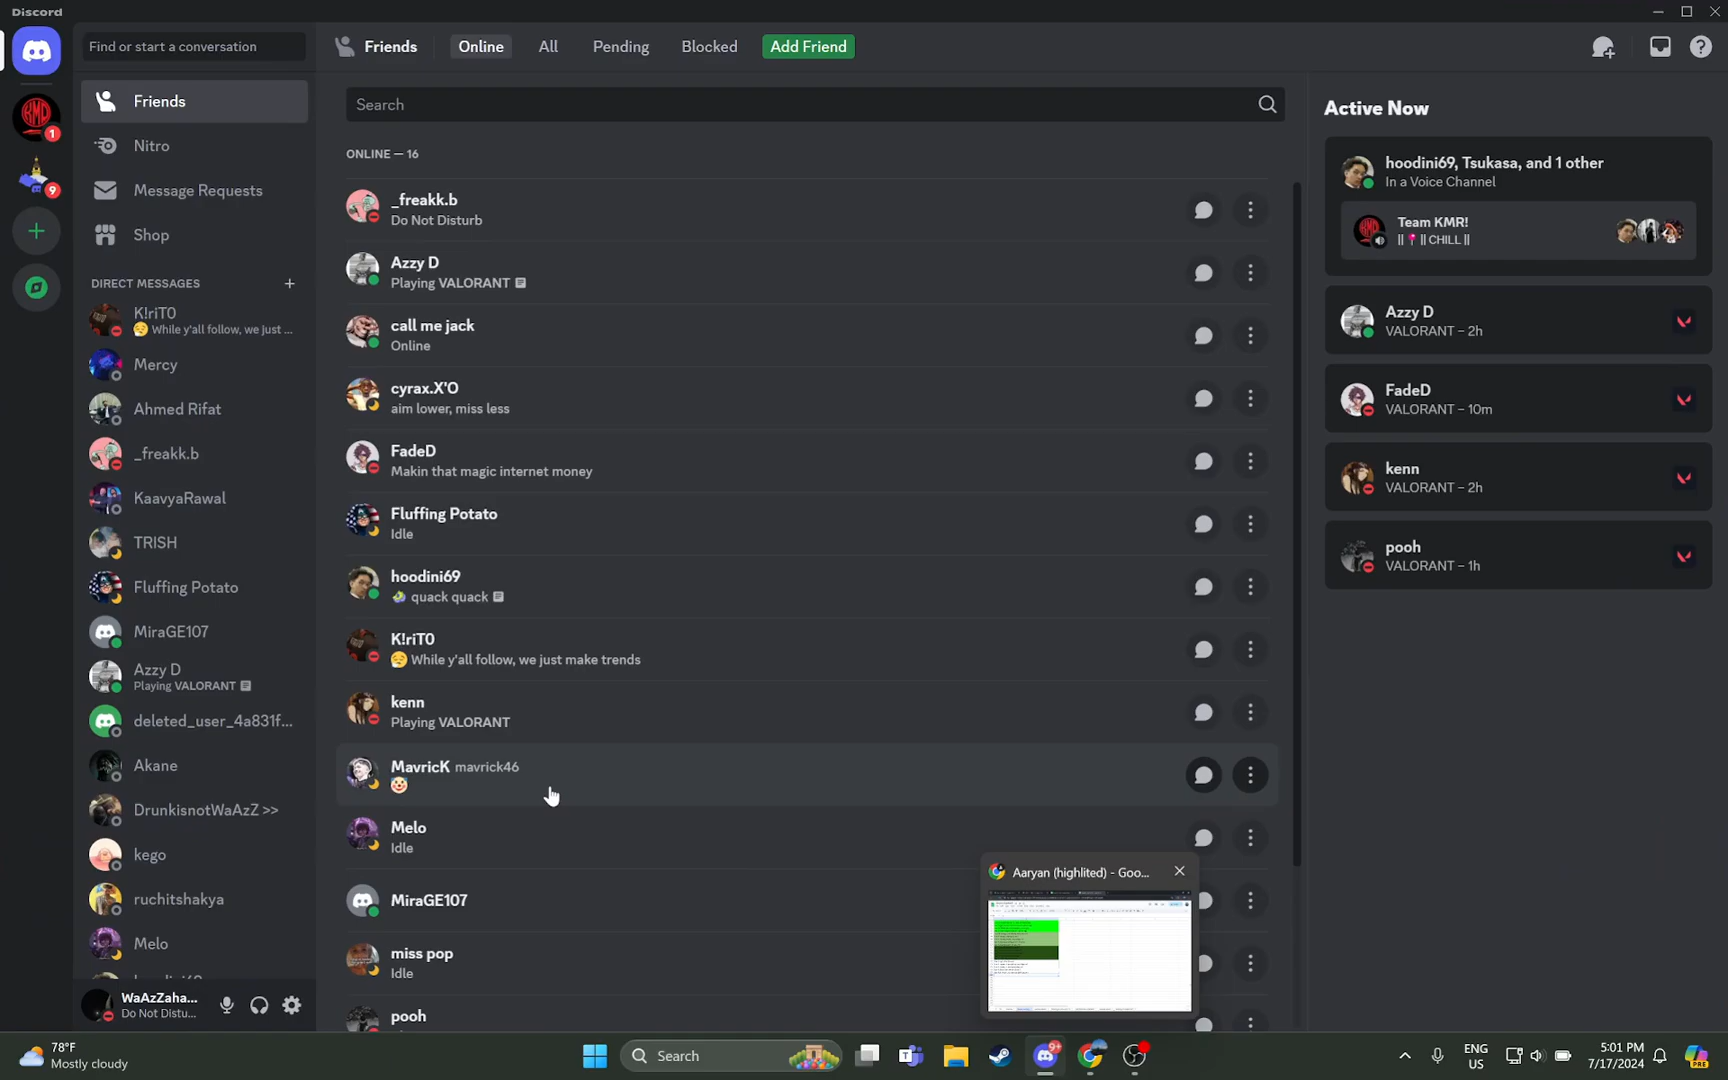 Discord
Find or start a conversation
Friends
Online
All
Pending
Blocked
Add Friend
Friends
Nitro
Message Requests
Shop
DIRECT MESSAGES
K!riT0
😮‍💨 While y'all follow, we just ...
Mercy
Ahmed Rifat
_freakk.b
KaavyaRawal
TRISH
Fluffing Potato
MiraGE107
Azzy D
Playing VALORANT
deleted_user_4a831f...
Akane
DrunkisnotWaAzZ >>
kego
ruchitshakya
Melo
WaAzZaha...
Do Not Distu...
1
9
Search
ONLINE — 16
_freakk.b
Do Not Disturb
Azzy D
Playing VALORANT
call me jack
Online
cyrax.X'O
aim lower, miss less
FadeD
Makin that magic internet money
Fluffing Potato
Idle
hoodini69
quack quack
K!riT0
😮‍💨 While y'all follow, we just make trends
kenn
Playing VALORANT
MavricK mavrick46
🤡
Melo
Idle
MiraGE107
miss pop
Idle
pooh
Active Now
hoodini69, Tsukasa, and 1 other
In a Voice Channel
Team KMR!
||📍|| CHILL ||
Azzy D
VALORANT – 2h
FadeD
VALORANT – 10m
kenn
VALORANT – 2h
pooh
VALORANT – 1h
Aaryan (highlited) - Goo...
78°F
Mostly cloudy
Search
9+
ENG
US
5:01 PM
7/17/2024
PRE